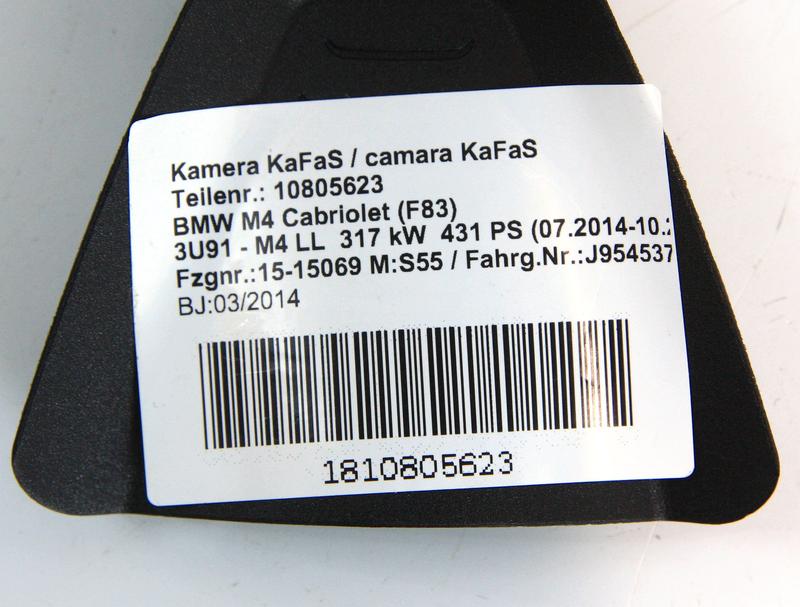 Kamera KaFaS / camara KaFaS
Teilenr.: 10805623
BMW M4 Cabriolet (F83)
3U91 - M4 LL 317 kW 431 PS (07.2014-10.2
Fzgnr.:15-15069 M:S55 / Fahrg.Nr.:J954537
BJ:03/2014
1810805623